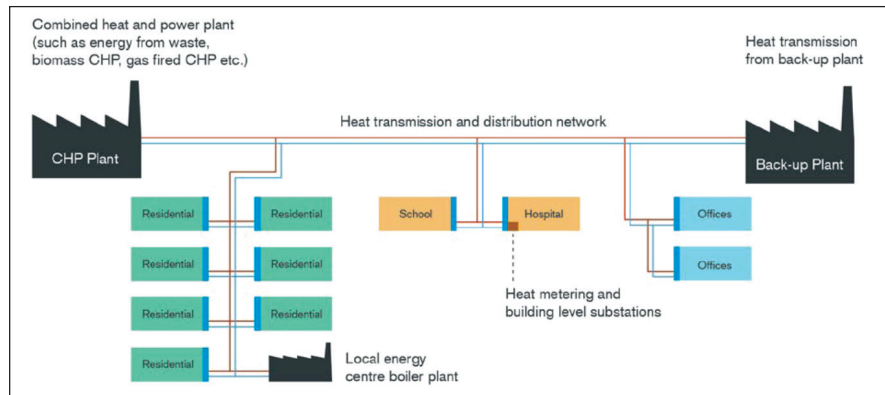 Combined heat and power plant
(such as energy from waste,
biomass CHP, gas fired CHP etc.)
Heat transmission
from back-up plant
Heat transmission and distribution network
CHP Plant
Back-up Plant
Residential
Residential
School
Hospital
Offices
Residential
Residential
Offices
Heat metering and
building level substations
Residential
Residential
Residential
Local energy
centre boiler plant